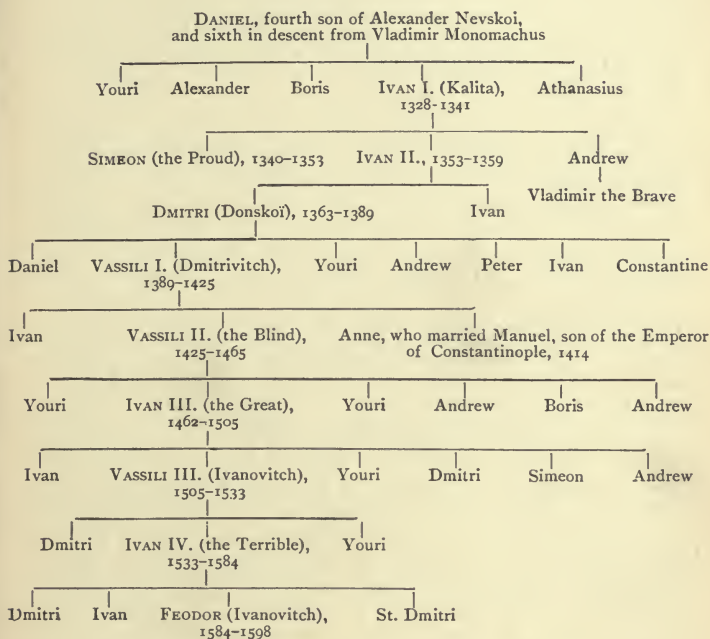 DANIEL, fourth son of Alexander Nevskoi,
and sixth in descent from Vladimir Monomachus
Youri Alexander Boris IVAN I. (Kalita), Athanasius
1328-1341
SIMEON (the Proud), 1340-1353 IVAN II., 1353-1359 Andrew
Vladimir the Brave
DMITRI (Donskoï), 1363-1389 Ivan
Daniel VASSILI I. (Dmitrivitch), Youri Andrew Peter Ivan Constantine
1389-1425
Ivan VASSILI II. (the Blind), Anne, who married Manuel, son of the Emperor
1425-1465 of Constantinople, 1414
Youri IVAN III. (the Great), Youri Andrew Boris Andrew
1462-1505
Ivan VASSILI III. (Ivanovitch), Youri Dmitri Simeon Andrew
1505-1533
Dmitri IVAN IV. (the Terrible), Youri
1533-1584
Dmitri Ivan FEODOR (Ivanovitch), St. Dmitri
1584-1598